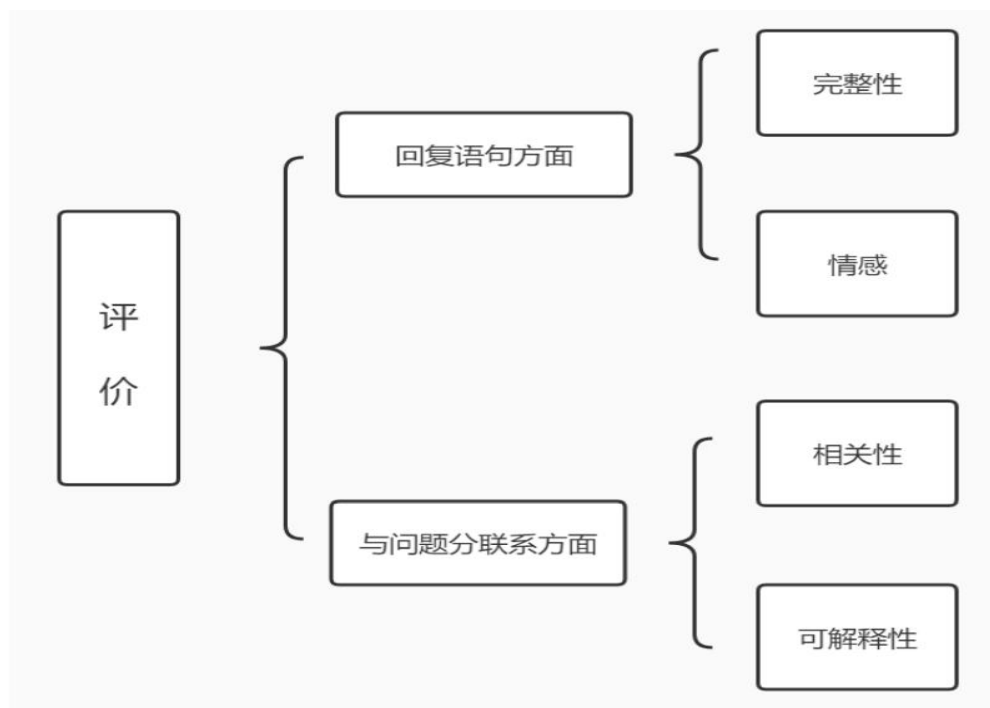 评
价
回复语句方面
完整性
情感
与问题分联系方面
相关性
可解释性